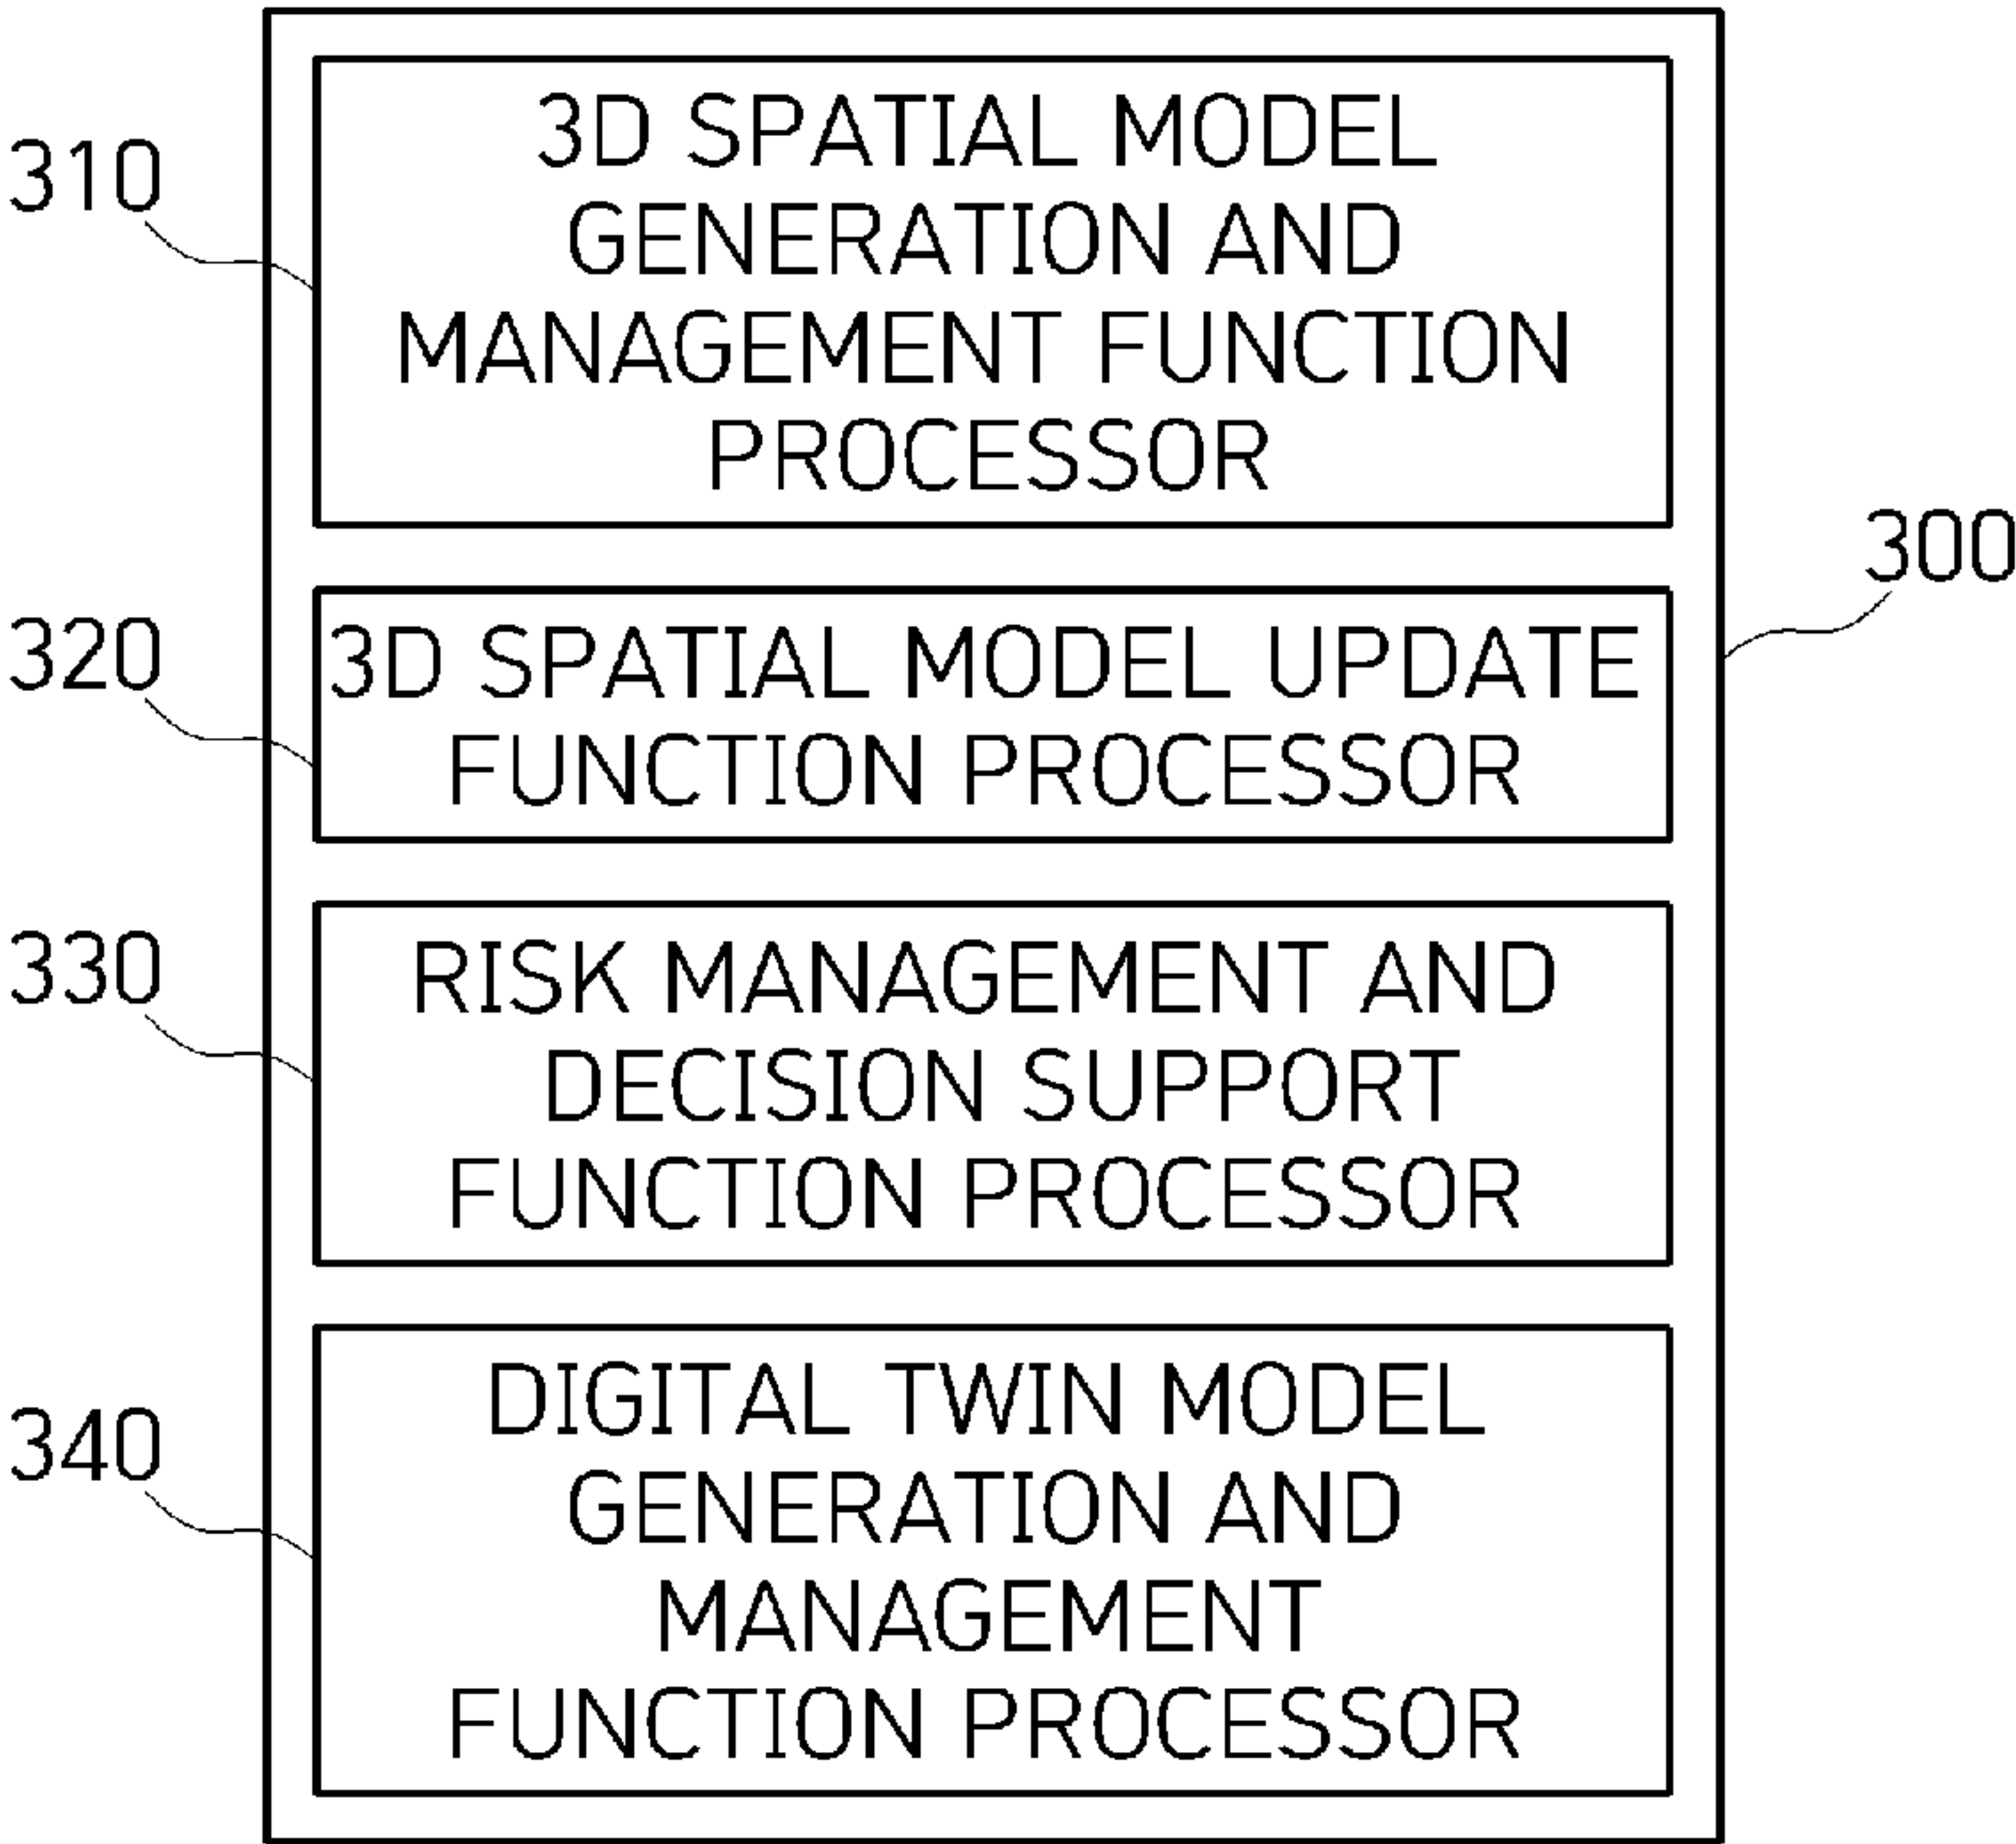 310
3D SPATIAL MODEL
GENERATION AND
MANAGEMENT FUNCTION
PROCESSOR
300
320
3D SPATIAL MODEL UPDATE
FUNCTION PROCESSOR
330
RISK MANAGEMENT AND
DECISION SUPPORT
FUNCTION PROCESSOR
340
DIGITAL TWIN MODEL
GENERATION AND
MANAGEMENT
FUNCTION PROCESSOR